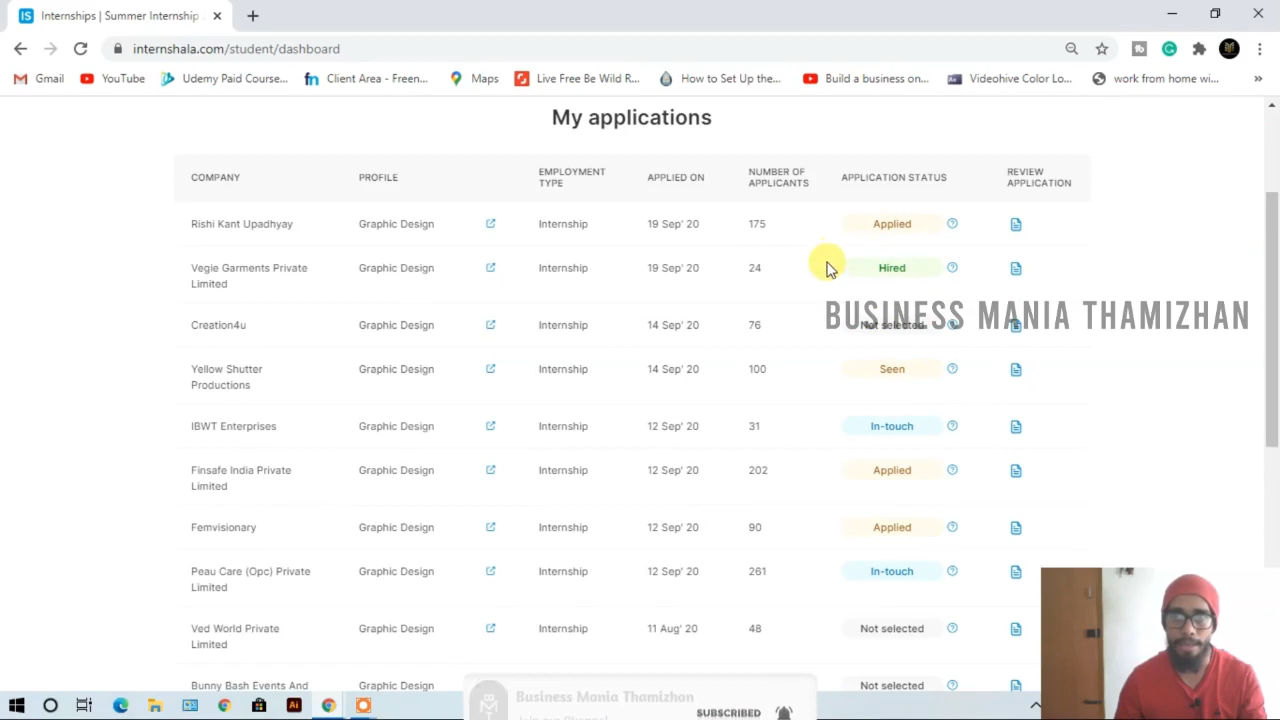 Internships | Summer Internship
internshala.com/student/dashboard
Gmail
YouTube
Udemy Paid Course...
Client Area - Freen...
Maps
Live Free Be Wild R...
How to Set Up the...
Build a business on...
Videohive Color Lo...
work from home wi...
My applications
COMPANY
PROFILE
EMPLOYMENT
TYPE
APPLIED ON
NUMBER OF
APPLICANTS
APPLICATION STATUS
REVIEW
APPLICATION
Rishi Kant Upadhyay Graphic Design Internship 19 Sep' 20 175 Applied
Vegie Garments Private Graphic Design Internship 19 Sep' 20 24 Hired
Limited
BUSINESS MANIA THAMIZHAN
Creation4u Graphic Design Internship 14 Sep' 20 76 Not selected
Yellow Shutter Graphic Design Internship 14 Sep' 20 100 Seen
Productions
IBWT Enterprises Graphic Design Internship 12 Sep' 20 31 In-touch
Finsafe India Private Graphic Design Internship 12 Sep' 20 202 Applied
Limited
Femvisionary Graphic Design Internship 12 Sep' 20 90 Applied
Peau Care (Opc) Private Graphic Design Internship 12 Sep' 20 261 In-touch
Limited
Ved World Private Graphic Design Internship 11 Aug' 20 48 Not selected
Limited
Bunny Bash Events And Graphic Design Not selected
Business Mania Thamizhan
SUBSCRIBED